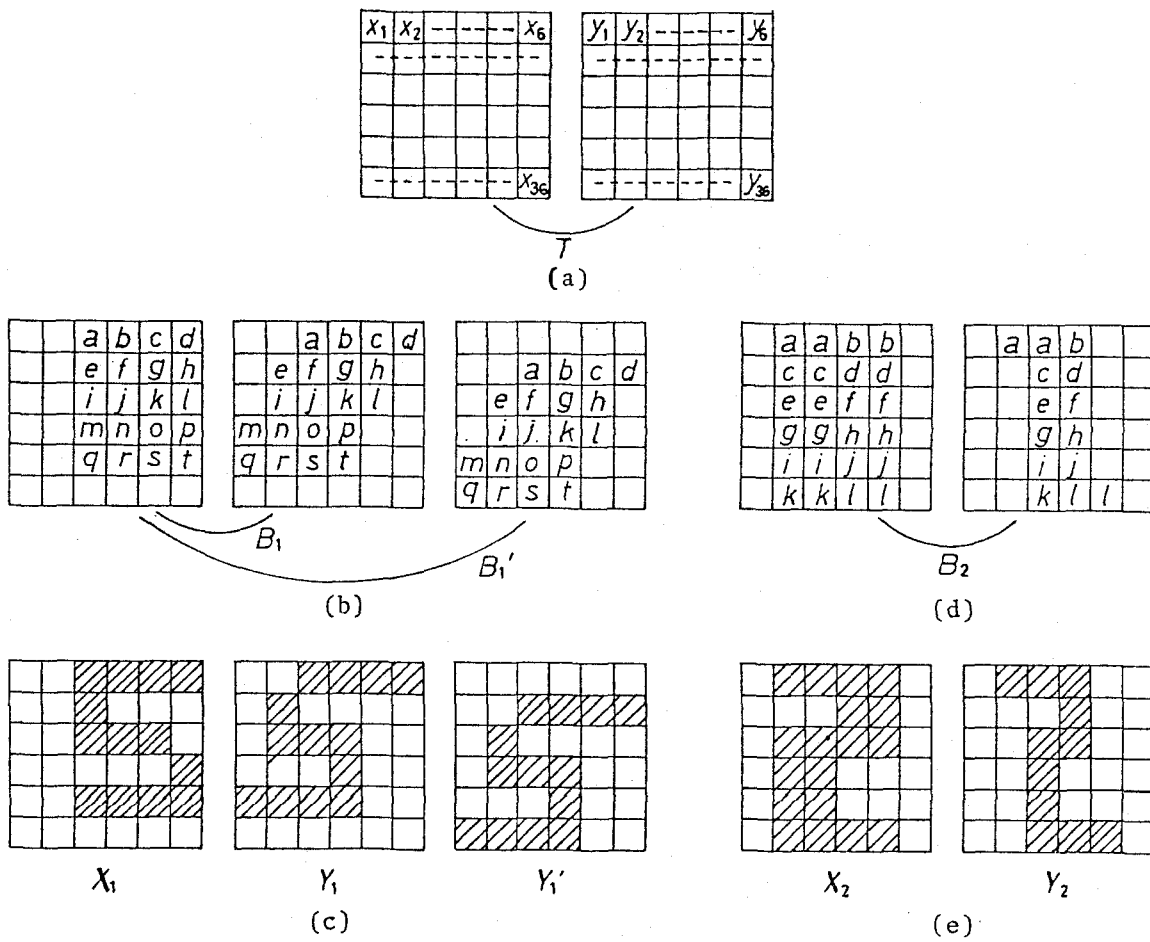 x1 x2 x6 y1 y2 y6
x36 y36
T
(a)
a b c d a b c d a a b b a a b
e f g h e f g h a b c d c c d d c d
i j k l i j k l e f g h e e f f e f
m n o p m n o p i j k l g g h h g h
q r s t q r s t m n o p i i j j i j
q r s t k k l l k l l
B1 B1' B2
(b) (d)
X1 Y1 Y1' X2 Y2
(c) (e)